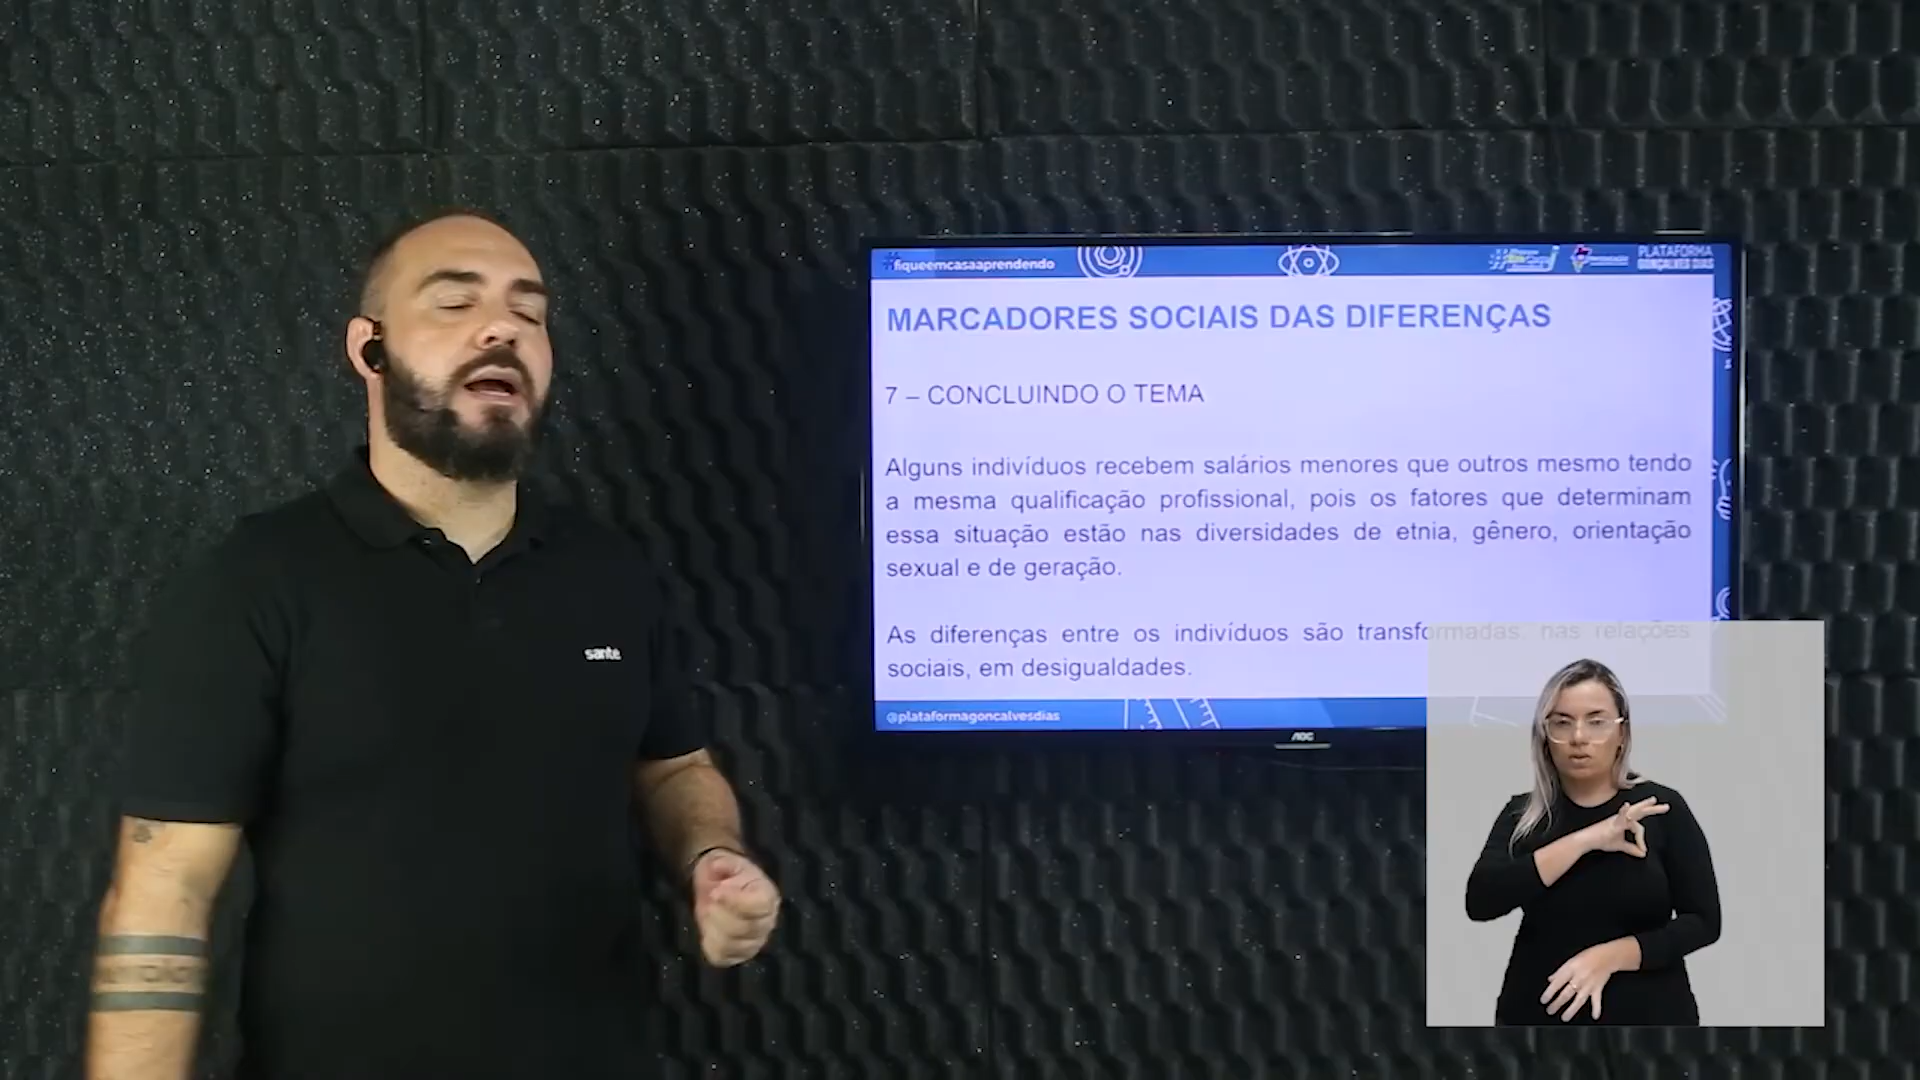 #fiqueemcasaaprendendo
PLATAFORMA
GONÇALVES DIAS
MARCADORES SOCIAIS DAS DIFERENÇAS
7 – CONCLUINDO O TEMA
Alguns indivíduos recebem salários menores que outros mesmo tendo
a mesma qualificação profissional, pois os fatores que determinam
essa situação estão nas diversidades de etnia, gênero, orientação
sexual e de geração.
As diferenças entre os indivíduos são transformadas, nas relações
sociais, em desigualdades.
@plataformagoncalvesdias
AOC
sante